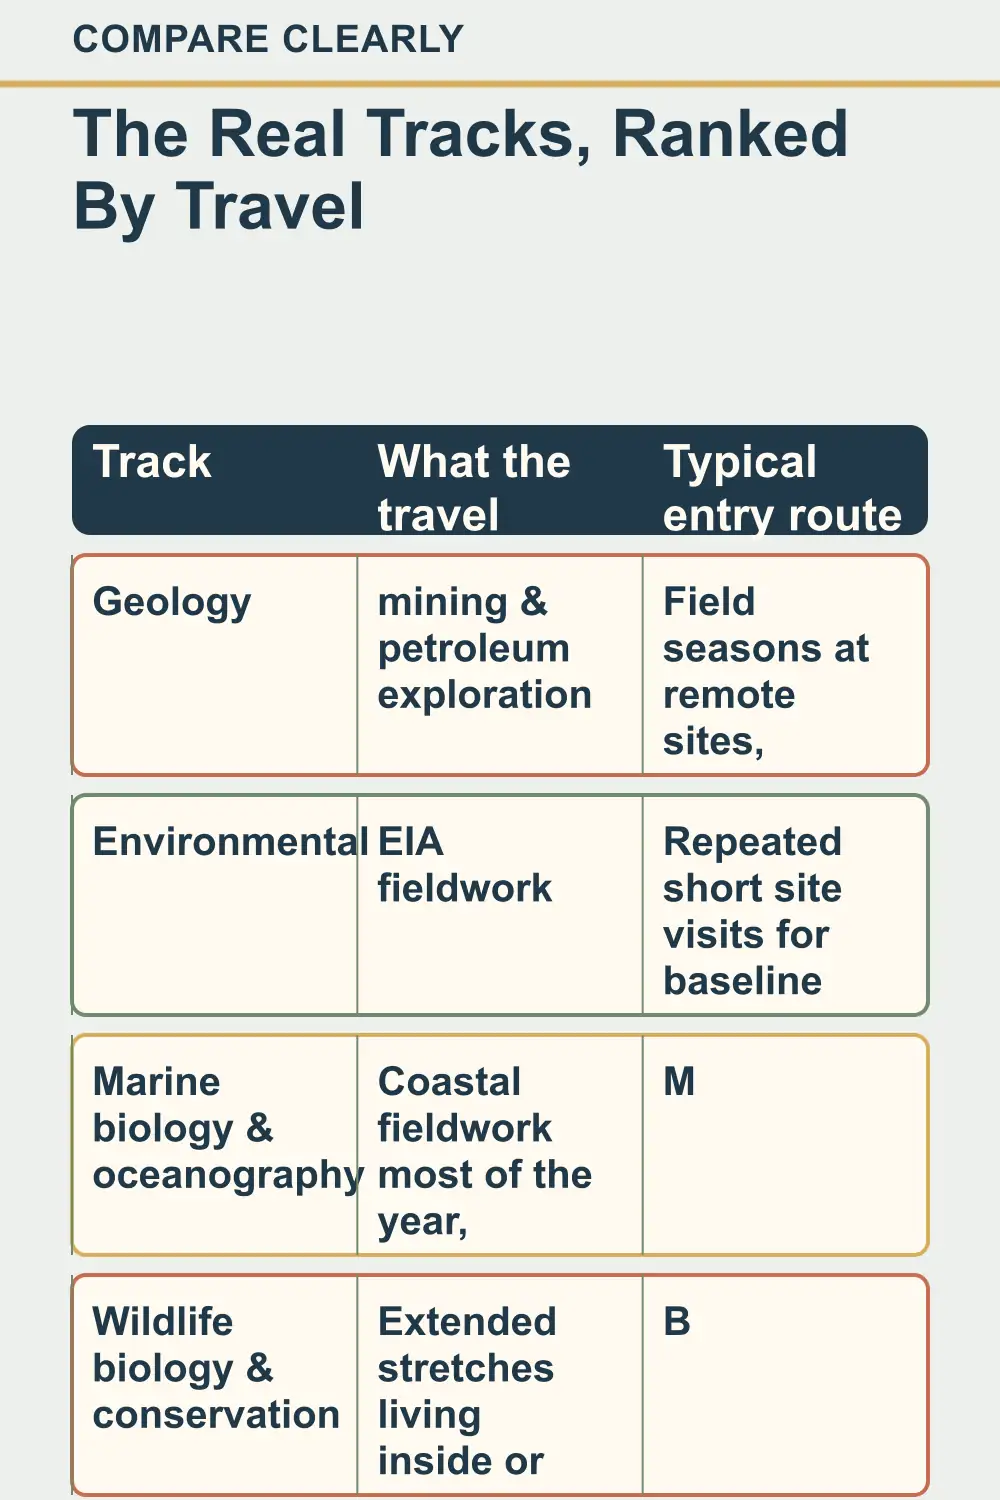 COMPARE CLEARLY
The Real Tracks, Ranked
By Travel
Track
What the
travel
Typical
entry route
Geology
mining &
petroleum
exploration
Field
seasons at
remote
sites,
Environmental
EIA
fieldwork
Repeated
short site
visits for
baseline
Marine
biology &
oceanography
Coastal
fieldwork
most of the
year,
M
Wildlife
biology &
conservation
Extended
stretches
living
inside or
B